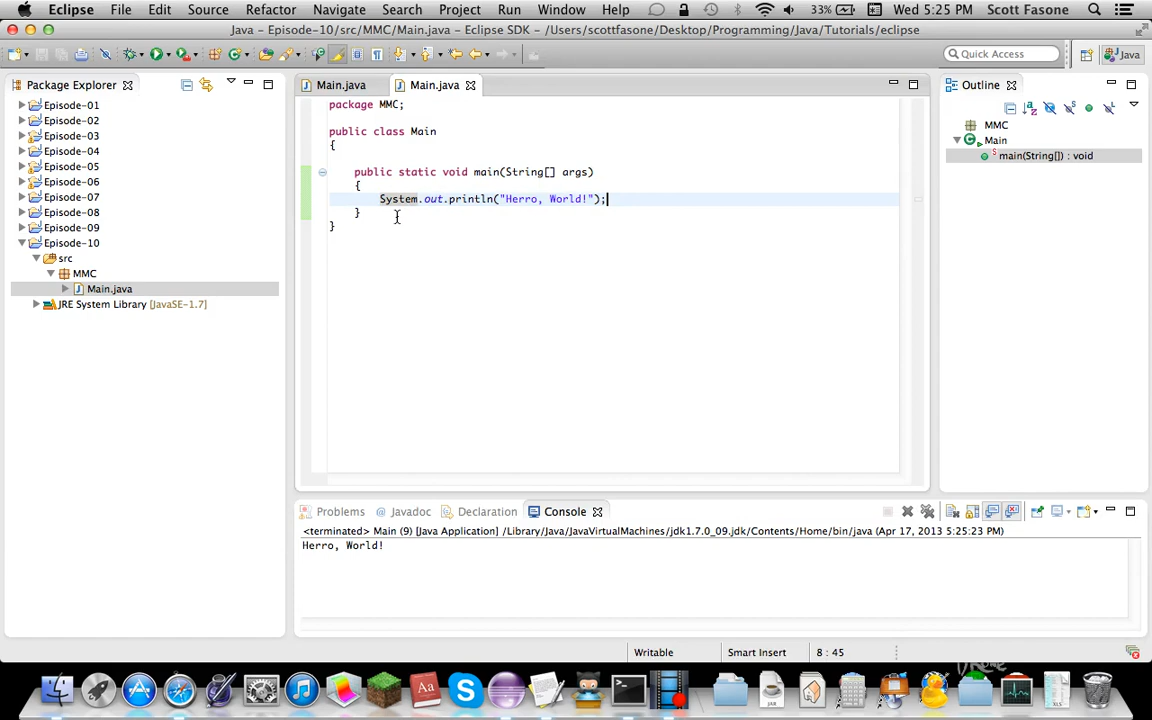 Eclipse File Edit Source Refactor Navigate Search Project Run Window Help 33% Wed 5:25 PM Scott Fasone
Java – Episode-10/src/MMC/Main.java – Eclipse SDK – /Users/scottfasone/Desktop/Programming/Java/Tutorials/eclipse
Quick Access Java
Package Explorer
Episode-01
Episode-02
Episode-03
Episode-04
Episode-05
Episode-06
Episode-07
Episode-08
Episode-09
Episode-10
src
MMC
Main.java
JRE System Library [JavaSE-1.7]
Main.java Main.java
package MMC;
public class Main
{
public static void main(String[] args)
{
System.out.println("Herro, World!");
}
}
Outline
MMC
Main
main(String[]) : void
Problems Javadoc Declaration Console
<terminated> Main (9) [Java Application] /Library/Java/JavaVirtualMachines/jdk1.7.0_09.jdk/Contents/Home/bin/java (Apr 17, 2013 5:25:23 PM)
Herro, World!
Writable Smart Insert 8 : 45